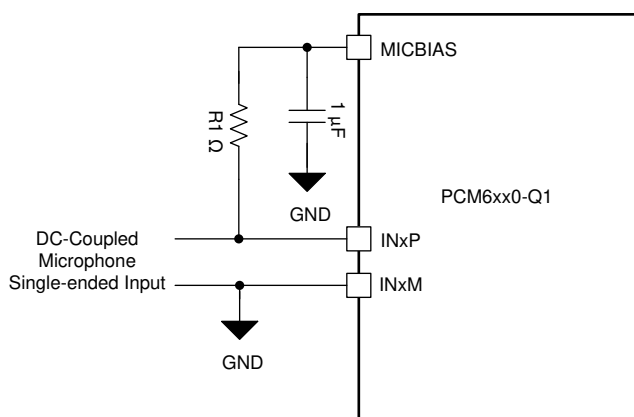 MICBIAS
R1 Ω
1 µF
GND
PCM6xx0-Q1
DC-Coupled
Microphone
Single-ended Input
INxP
INxM
GND